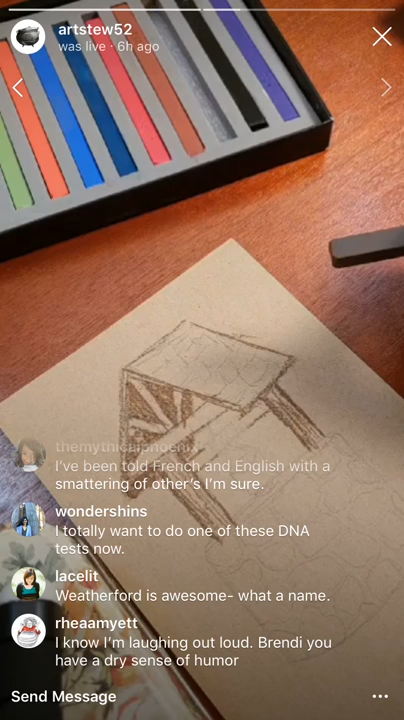 artstew52
was live · 6h ago
themythicalphoenix
I've been told French and English with a
smattering of other's I'm sure.
wondershins
I totally want to do one of these DNA
tests now.
lacelit
Weatherford is awesome- what a name.
rheaamyett
I know I'm laughing out loud. Brendi you
have a dry sense of humor
Send Message